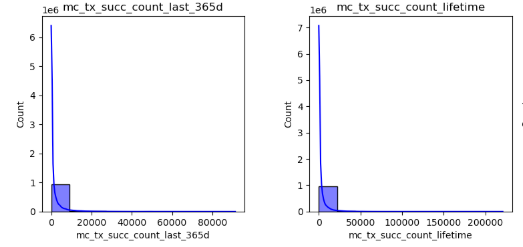 mc_tx_succ_count_last_365d
1e6
6
5
4
3
2
1
0
Count
0 20000 40000 60000 80000
mc_tx_succ_count_last_365d
mc_tx_succ_count_lifetime
1e6
7
6
5
4
3
2
1
0
Count
0 50000 100000 150000 200000
mc_tx_succ_count_lifetime